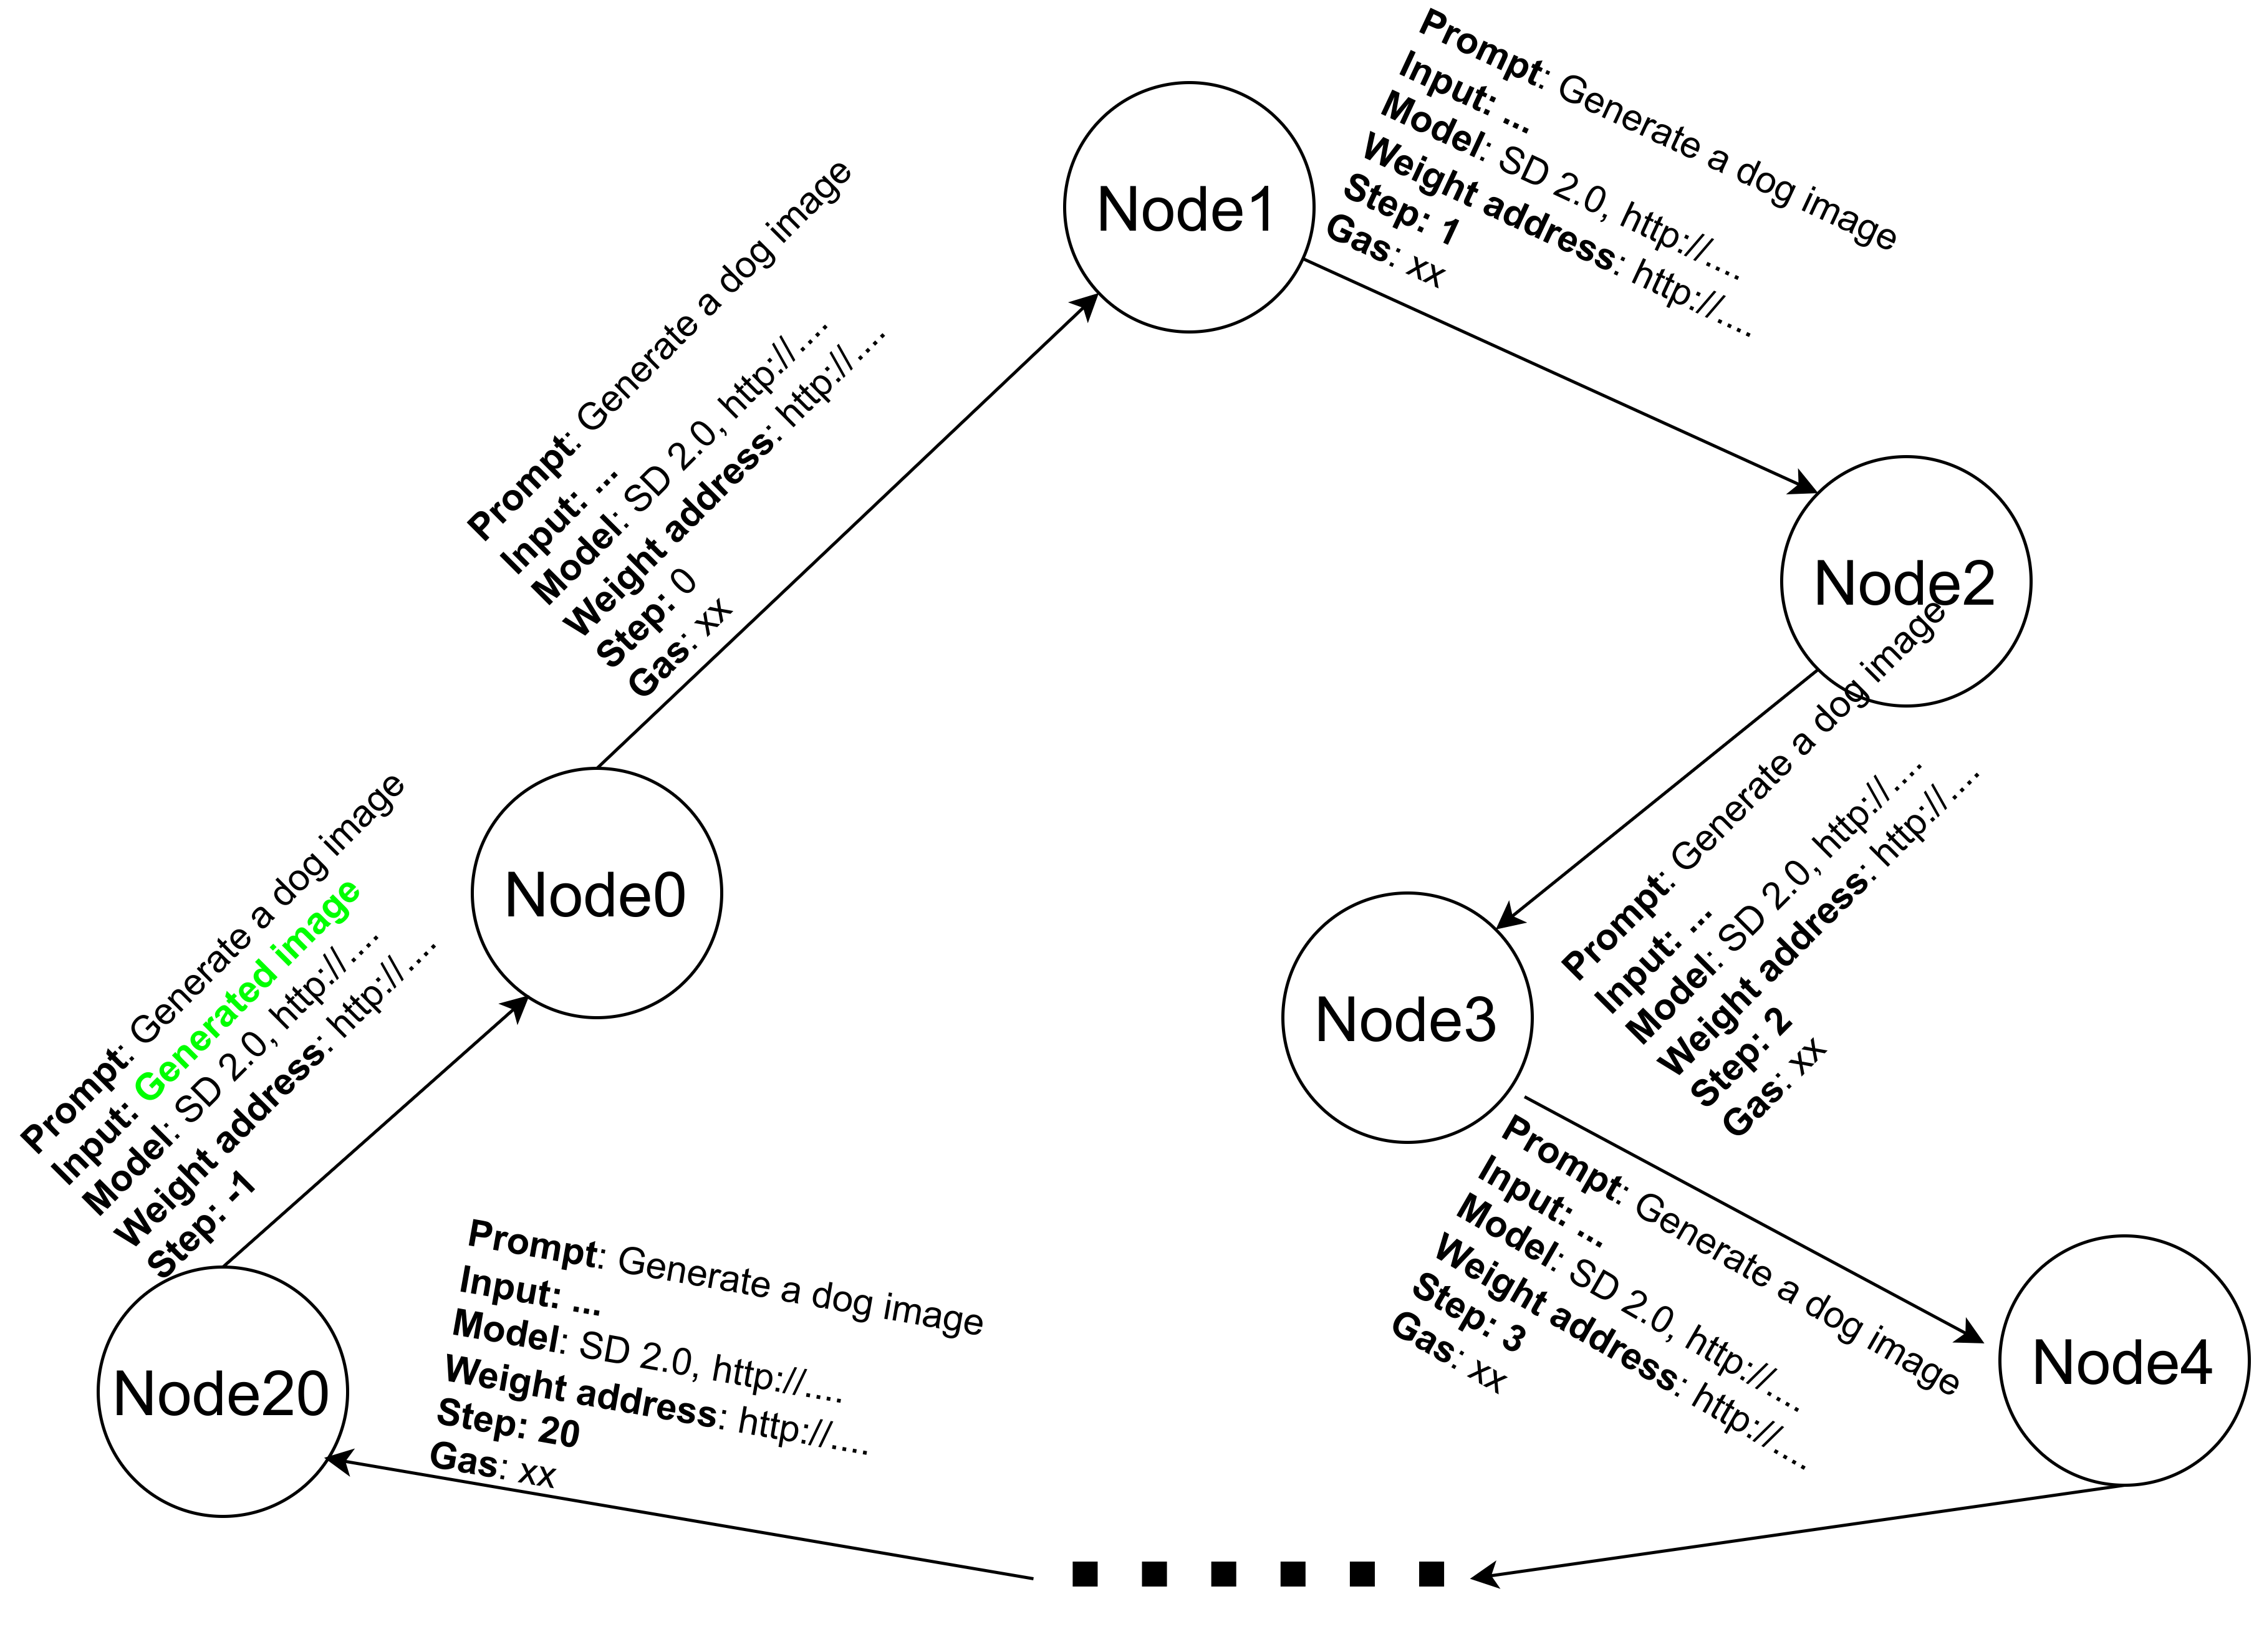 Node1
Prompt: Generate a dog image
Input: ...
Model: SD 2.0, http://....
Weight address: http://....
Step: 1
Gas: xx
Prompt: Generate a dog image
Input: ...
Model: SD 2.0, http://....
Weight address: http://....
Step: 0
Gas: xx
Node2
Node0
Prompt: Generate a dog image
Input: ...
Model: SD 2.0, http://....
Weight address: http://....
Step: 2
Gas: xx
Node3
Prompt: Generate a dog image
Input: Generated image
Model: SD 2.0, http://....
Weight address: http://....
Step: -1
Prompt: Generate a dog image
Input: ...
Model: SD 2.0, http://....
Weight address: http://....
Step: 3
Gas: xx
Node4
Node20
Prompt: Generate a dog image
Input: ...
Model: SD 2.0, http://....
Weight address: http://....
Step: 20
Gas: xx